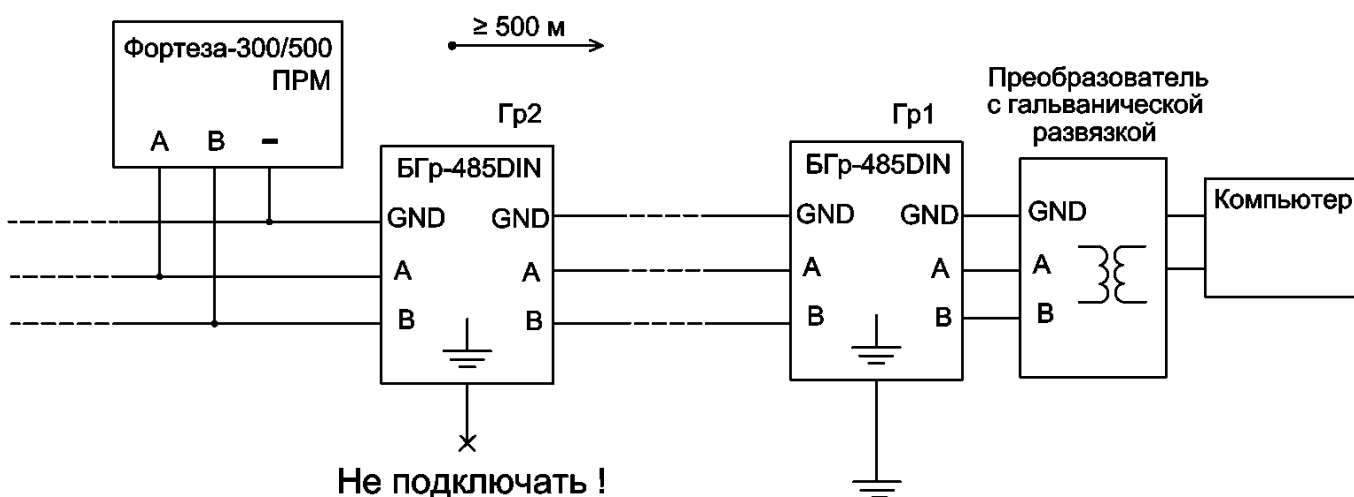 Фортеза-300/500
ПРМ
А В –
≥ 500 м
Гр2
БГр-485DIN
GND GND
А А
В В
Не подключать !
Гр1
БГр-485DIN
GND GND
А А
В В
Преобразователь
с гальванической
развязкой
GND
А
В
Компьютер